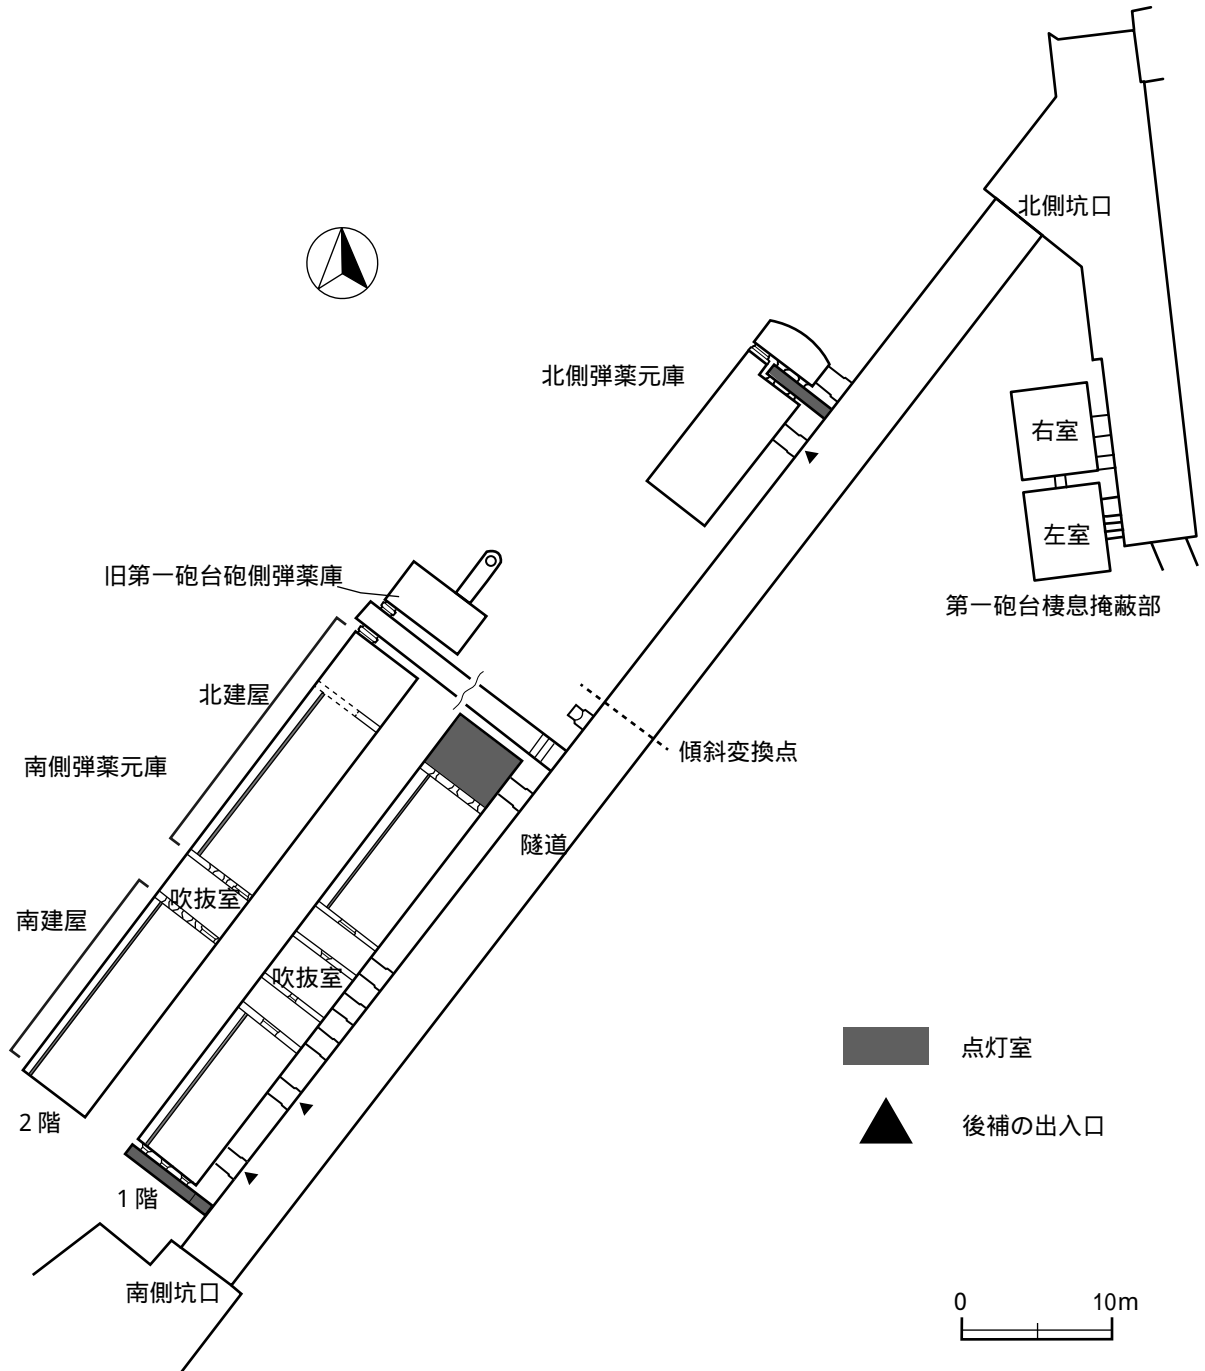 北側坑口
北側弾薬元庫
右室
左室
第一砲台棲息掩蔽部
旧第一砲台砲側弾薬庫
北建屋
南側弾薬元庫
傾斜変換点
隧道
吹抜室
南建屋
吹抜室
2 階
1 階
南側坑口
点灯室
後補の出入口
0 10m